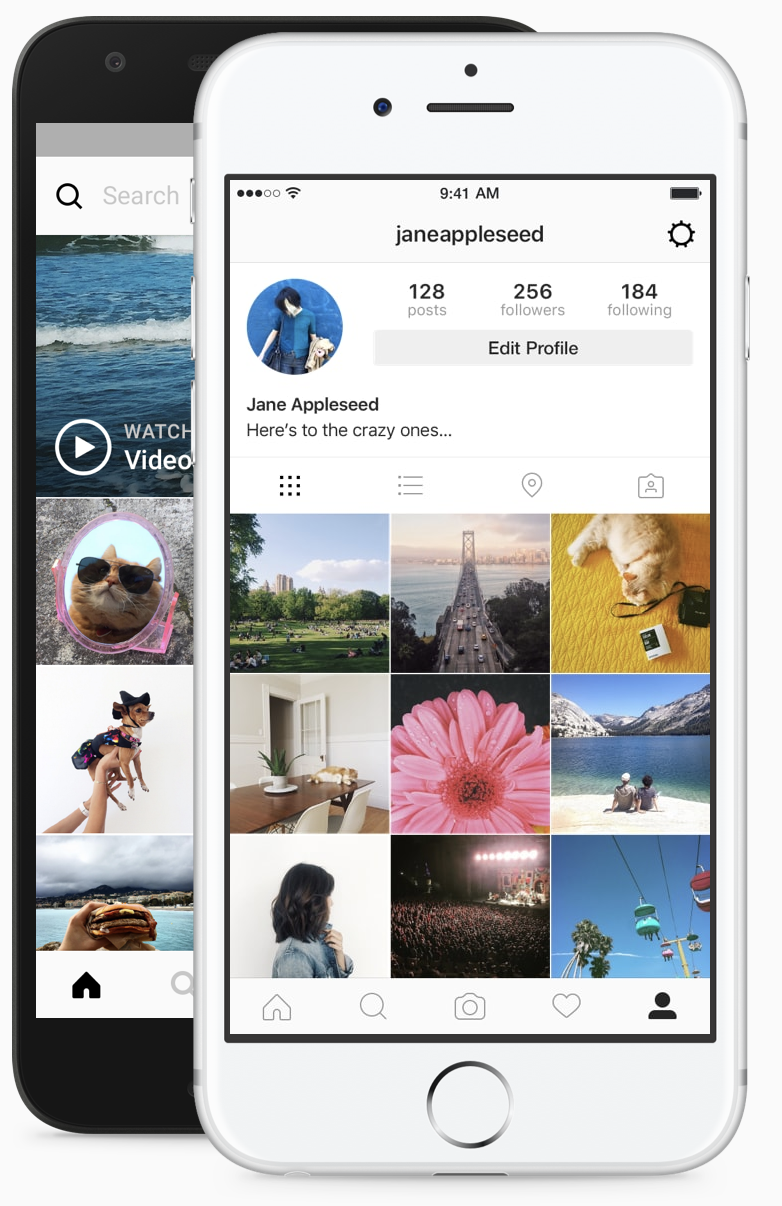 Search
WATCH
Video
9:41 AM
janeappleseed
128
posts
256
followers
184
following
Edit Profile
Jane Appleseed
Here’s to the crazy ones...